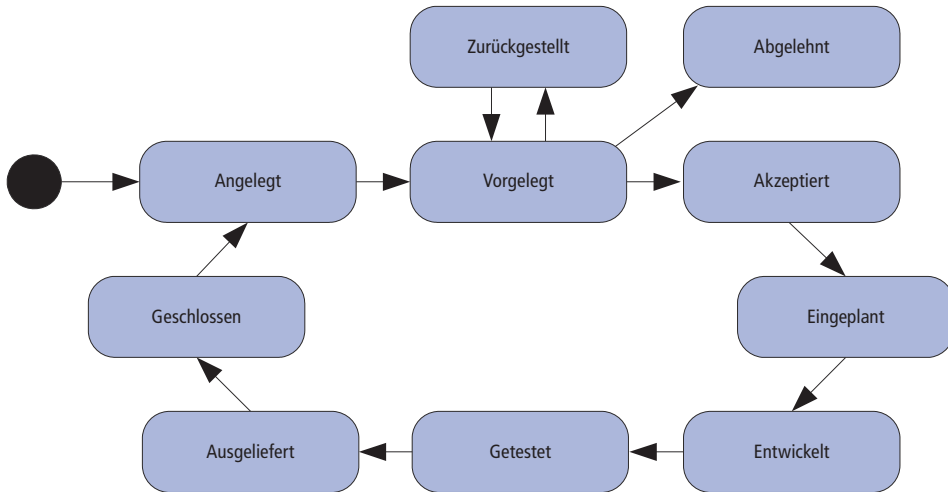 Zurückgestellt
Abgelehnt
Angelegt
Vorgelegt
Akzeptiert
Geschlossen
Eingeplant
Ausgeliefert
Getestet
Entwickelt